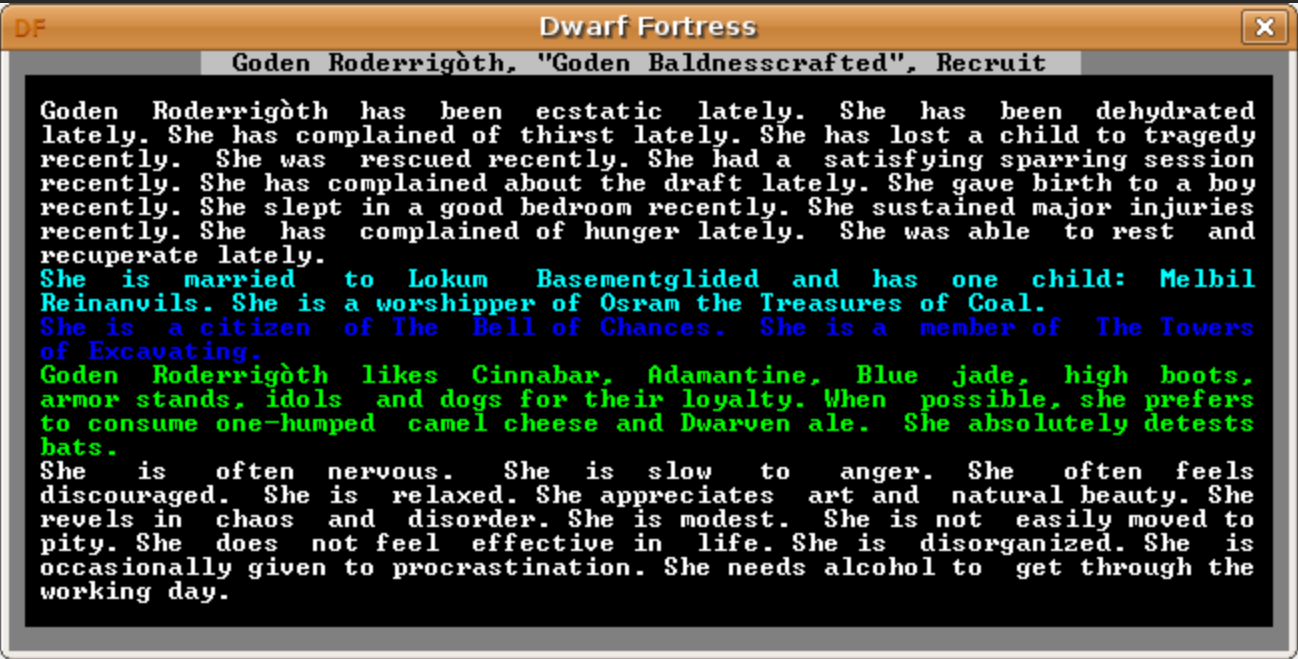 DF Dwarf Fortress
Goden Roderrigòth, "Goden Baldnesscrafted", Recruit
Goden Roderrigòth has been ecstatic lately. She has been dehydrated
lately. She has complained of thirst lately. She has lost a child to tragedy
recently. She was rescued recently. She had a satisfying sparring session
recently. She has complained about the draft lately. She gave birth to a boy
recently. She slept in a good bedroom recently. She sustained major injuries
recently. She has complained of hunger lately. She was able to rest and
recuperate lately.
She is married to Lokum Basementglided and has one child: Melbil
Reinanvils. She is a worshipper of Osram the Treasures of Coal.
She is a citizen of The Bell of Chances. She is a member of The Towers
of Excavating.
Goden Roderrigòth likes Cinnabar, Adamantine, Blue jade, high boots,
armor stands, idols and dogs for their loyalty. When possible, she prefers
to consume one-humped camel cheese and Dwarven ale. She absolutely detests
bats.
She is often nervous. She is slow to anger. She often feels
discouraged. She is relaxed. She appreciates art and natural beauty. She
revels in chaos and disorder. She is modest. She is not easily moved to
pity. She does not feel effective in life. She is disorganized. She is
occasionally given to procrastination. She needs alcohol to get through the
working day.